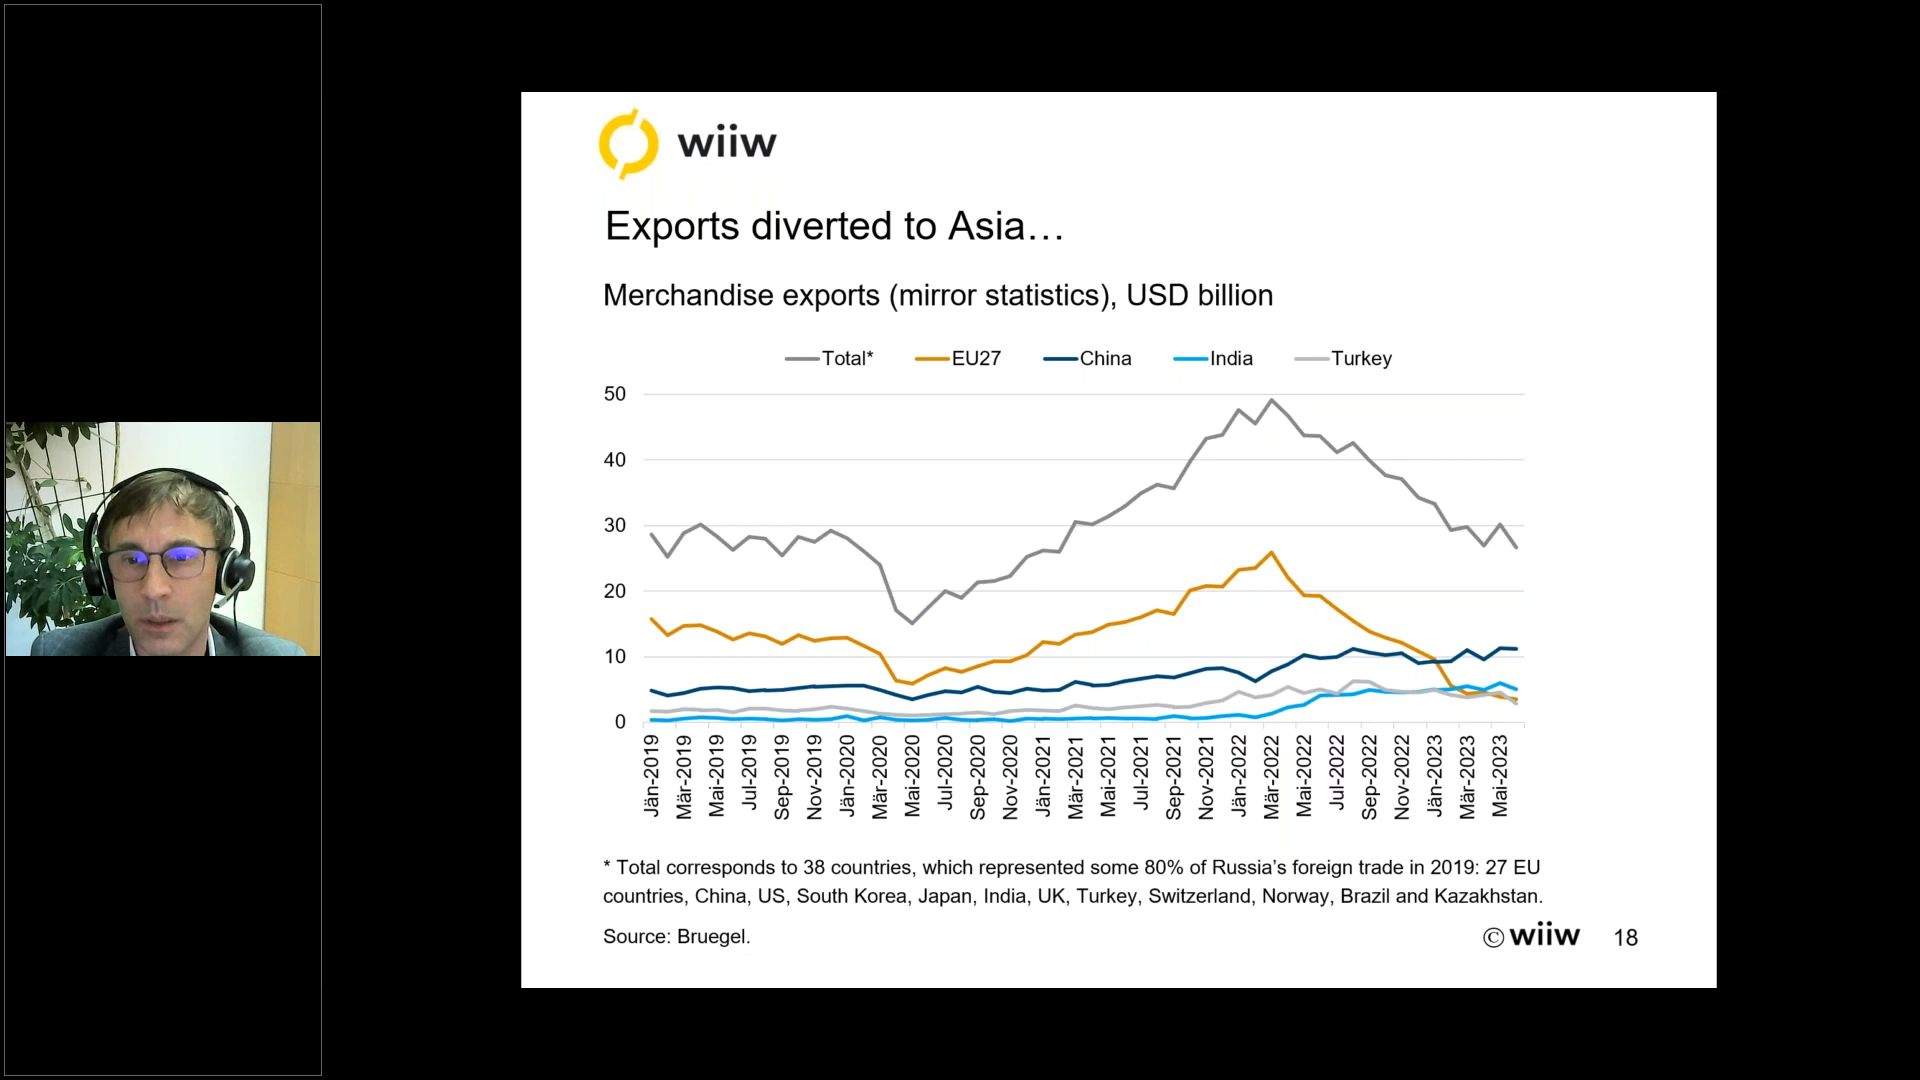 wiiw
Exports diverted to Asia…
Merchandise exports (mirror statistics), USD billion
Total* EU27 China India Turkey
50
40
30
20
10
0
Jän-2019 Mär-2019 Mai-2019 Jul-2019 Sep-2019 Nov-2019 Jän-2020 Mär-2020 Mai-2020 Jul-2020 Sep-2020 Nov-2020 Jän-2021 Mär-2021 Mai-2021 Jul-2021 Sep-2021 Nov-2021 Jän-2022 Mär-2022 Mai-2022 Jul-2022 Sep-2022 Nov-2022 Jän-2023 Mär-2023 Mai-2023
* Total corresponds to 38 countries, which represented some 80% of Russia’s foreign trade in 2019: 27 EU
countries, China, US, South Korea, Japan, India, UK, Turkey, Switzerland, Norway, Brazil and Kazakhstan.
Source: Bruegel.
© wiiw 18